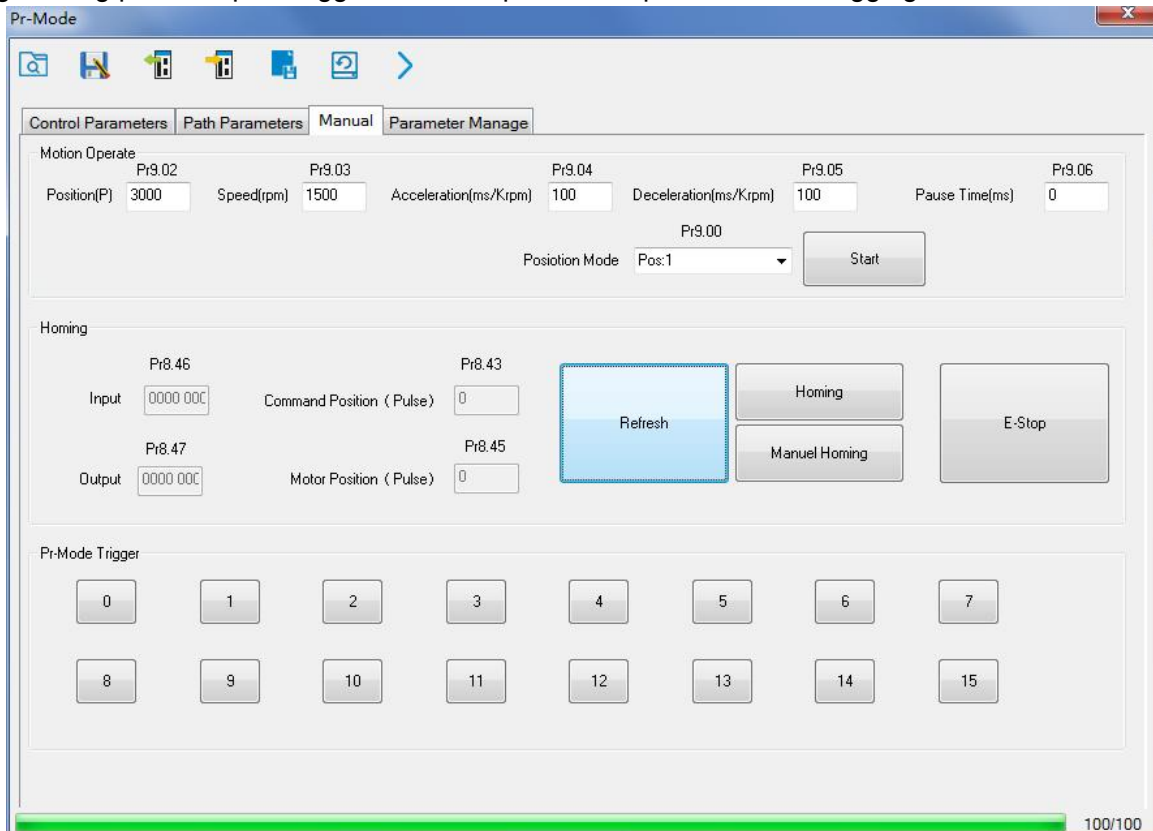 Pr-Mode
Control Parameters Path Parameters Manual Parameter Manage
Motion Operate
Pr9.02 Pr9.03 Pr9.04 Pr9.05 Pr9.06
Position(P) 3000 Speed(rpm) 1500 Acceleration(ms/Krpm) 100 Deceleration(ms/Krpm) 100 Pause Time(ms) 0
Pr9.00
Posiotion Mode Pos:1 Start
Homing
Pr8.46 Pr8.43
Input 0000 000 Command Position ( Pulse ) 0
Refresh Homing E-Stop
Pr8.47 Pr8.45
Manuel Homing
Output 0000 000 Motor Position ( Pulse ) 0
Pr-Mode Trigger
0 1 2 3 4 5 6 7
8 9 10 11 12 13 14 15
100/100